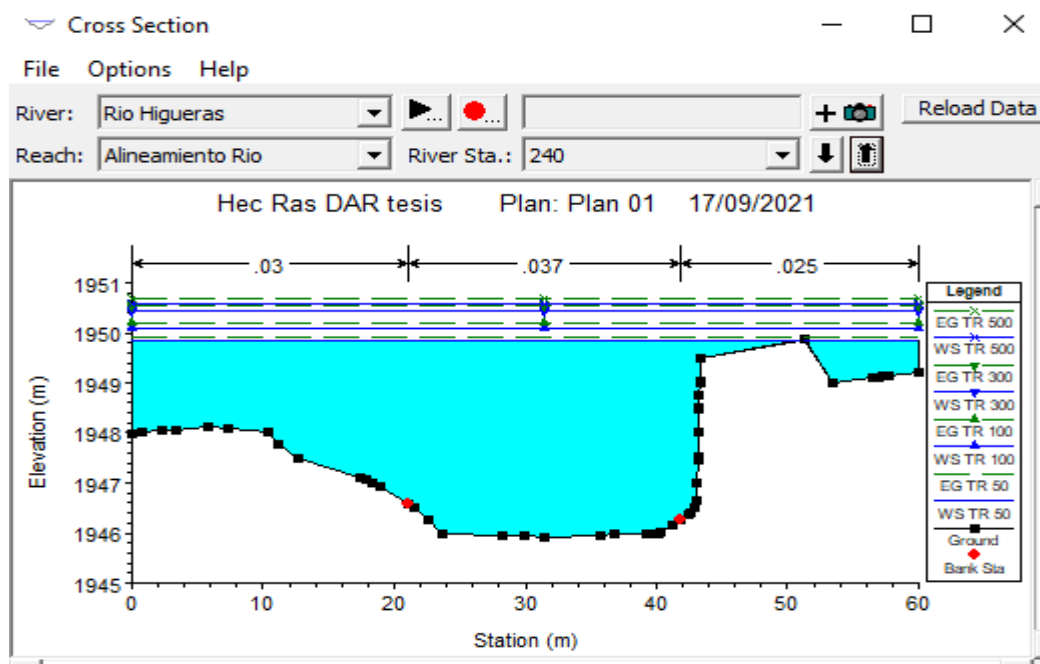 Cross Section
File Options Help
River: Rio Higueras ... ... + Reload Data
Reach: Alineamiento Rio River Sta.: 240
Hec Ras DAR tesis Plan: Plan 01 17/09/2021
.03 .037 .025
1951
1950
1949
1948
1947
1946
1945
Elevation (m)
0 10 20 30 40 50 60
Station (m)
Legend
EG TR 500
WS TR 500
EG TR 300
WS TR 300
EG TR 100
WS TR 100
EG TR 50
WS TR 50
Ground
Bank Sta